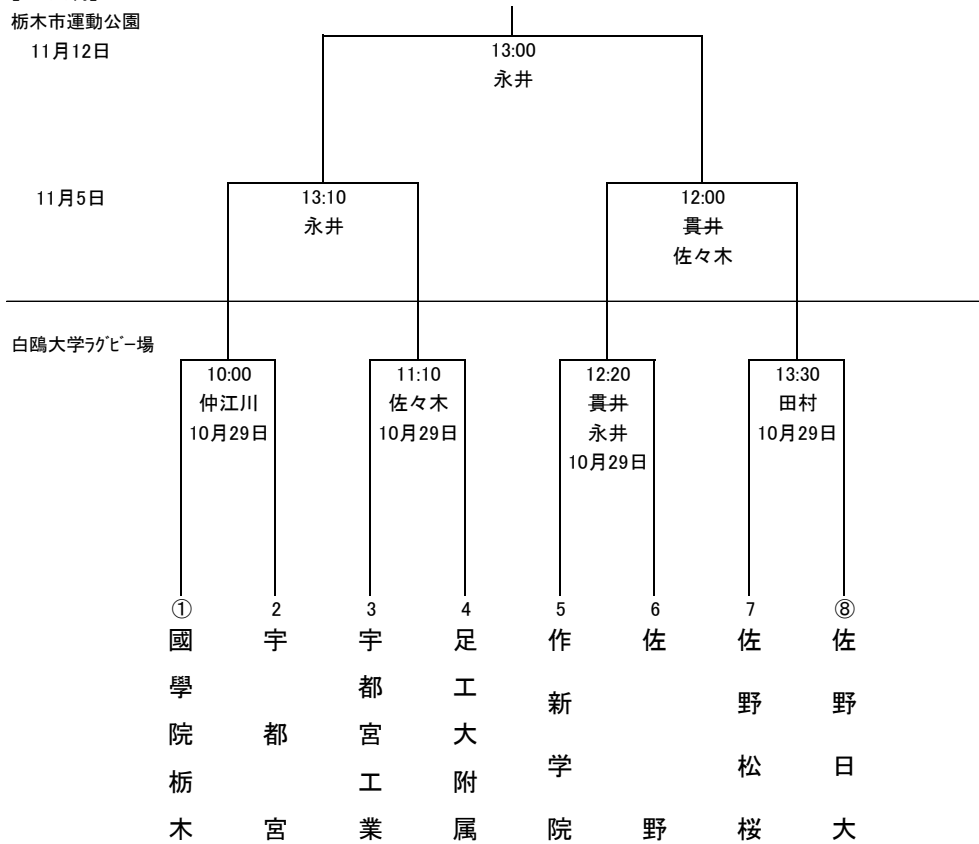 栃木市運動公園
11月12日
13:00
永井
11月5日
13:10
永井
12:00
貫井
佐々木
白鴎大学ラグビー場
10:00
仲江川
10月29日
11:10
佐々木
10月29日
12:20
貫井
永井
10月29日
13:30
田村
10月29日
①
國學院栃木
2
宇都宮
3
宇都宮工業
4
足工大附属
5
作新学院
6
佐野
7
佐野松桜
⑧
佐野日大